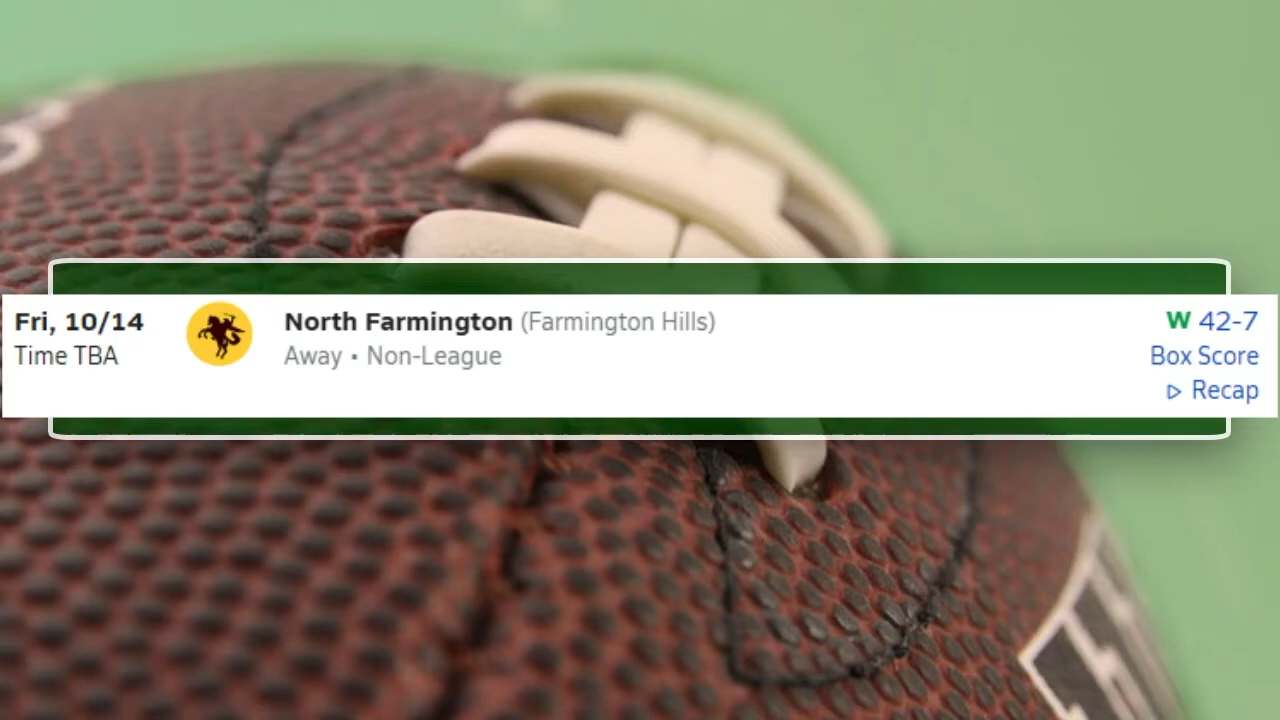 Fri, 10/14
Time TBA
North Farmington (Farmington Hills)
Away • Non-League
W 42-7
Box Score
Recap